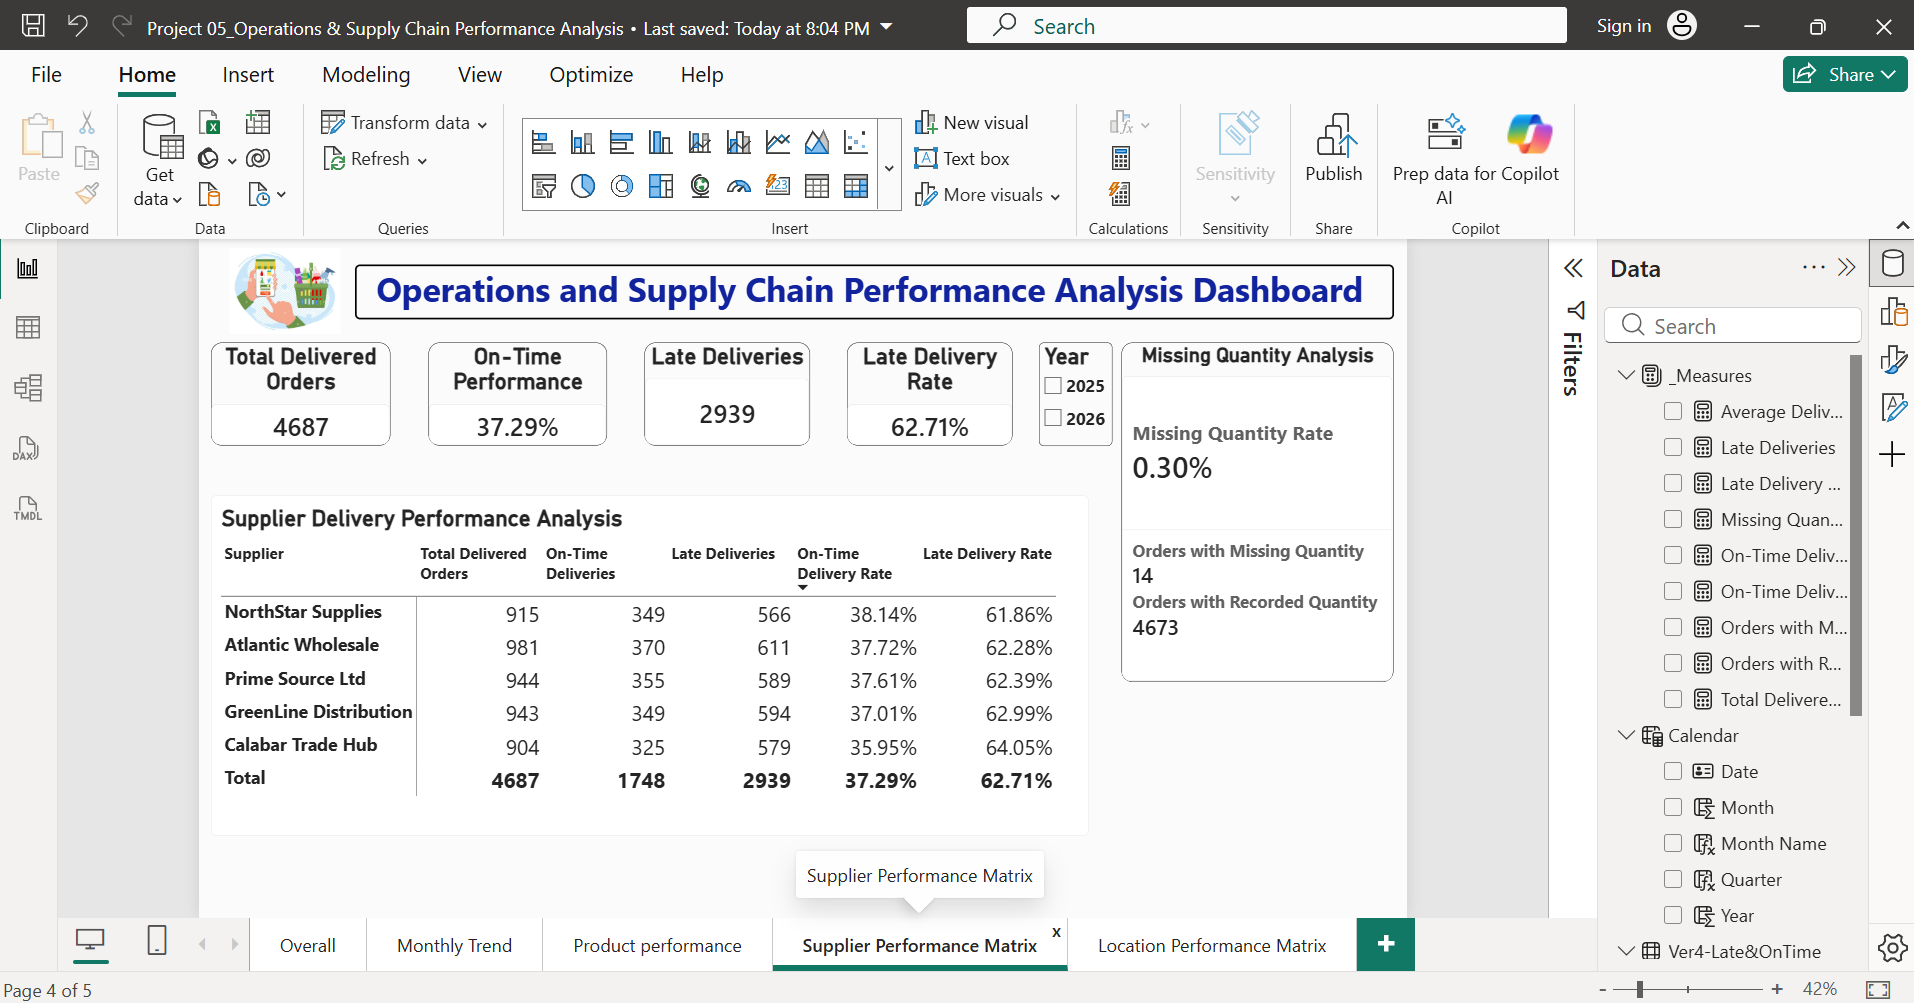 Project 05_Operations & Supply Chain Performance Analysis • Last saved: Today at 8:04 PM
Search
Sign in
File
Home
Insert
Modeling
View
Optimize
Help
Share
Paste
Clipboard
Get
data
Data
Transform data
Refresh
Queries
New visual
Text box
More visuals
Insert
Calculations
Sensitivity
Sensitivity
Publish
Share
Prep data for
AI
Copilot
Copilot
Operations and Supply Chain Performance Analysis Dashboard
Total Delivered
Orders
4687
On-Time
Performance
37.29%
Late Deliveries
2939
Late Delivery
Rate
62.71%
Year
2025
2026
Missing Quantity Analysis
Missing Quantity Rate
0.30%
Orders with Missing Quantity
14
Orders with Recorded Quantity
4673
Supplier Delivery Performance Analysis
Supplier Total Delivered Orders On-Time Deliveries Late Deliveries On-Time Delivery Rate Late Delivery Rate
NorthStar Supplies 915 349 566 38.14% 61.86%
Atlantic Wholesale 981 370 611 37.72% 62.28%
Prime Source Ltd 944 355 589 37.61% 62.39%
GreenLine Distribution 943 349 594 37.01% 62.99%
Calabar Trade Hub 904 325 579 35.95% 64.05%
Total 4687 1748 2939 37.29% 62.71%
Supplier Performance Matrix
Filters
Data
Search
_Measures
Average Deliv...
Late Deliveries
Late Delivery ...
Missing Quan...
On-Time Deliv...
On-Time Deliv...
Orders with M...
Orders with R...
Total Delivere...
Calendar
Date
Month
Month Name
Quarter
Year
Ver4-Late&OnTime
DAX
TMDL
Overall
Monthly Trend
Product performance
Supplier Performance Matrix
x
Location Performance Matrix
+
Page 4 of 5
- + 42%